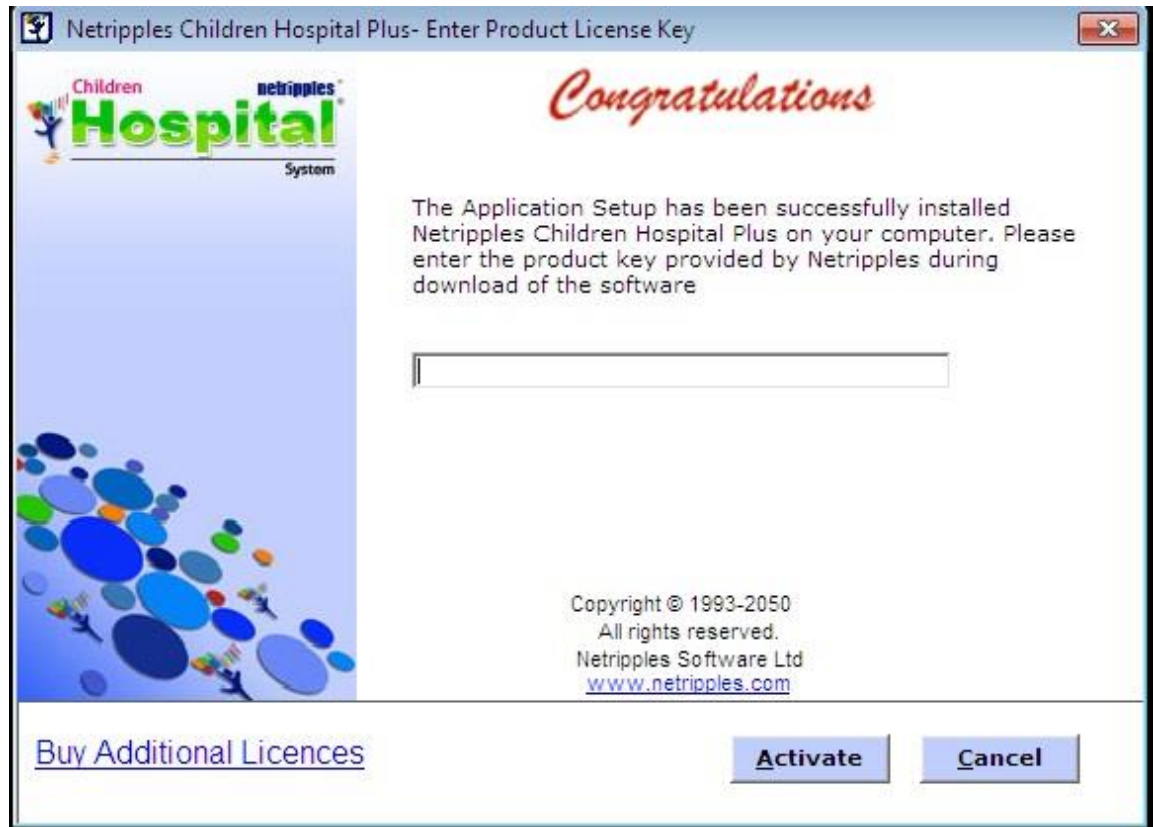 Netripples Children Hospital Plus- Enter Product License Key
Children netripples
Hospital
System
Congratulations
The Application Setup has been successfully installed
Netripples Children Hospital Plus on your computer. Please
enter the product key provided by Netripples during
download of the software
Copyright © 1993-2050
All rights reserved.
Netripples Software Ltd
www.netripples.com
Buy Additional Licences
Activate
Cancel